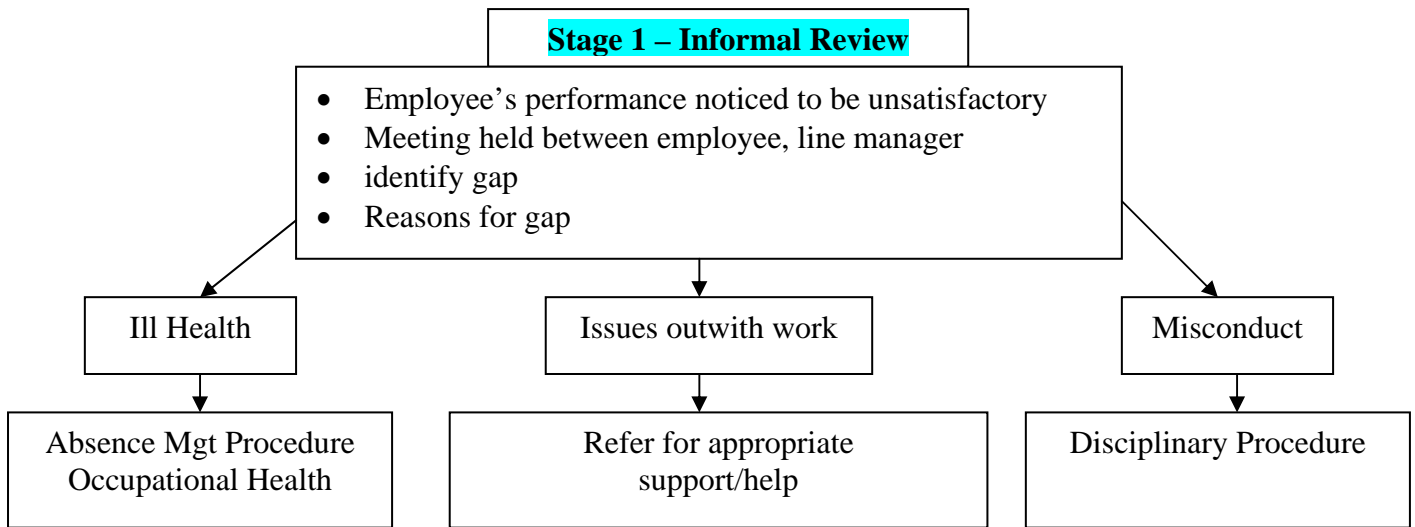 Stage 1 – Informal Review
• Employee’s performance noticed to be unsatisfactory
• Meeting held between employee, line manager
• identify gap
• Reasons for gap
Ill Health
Issues outwith work
Misconduct
Absence Mgt Procedure
Occupational Health
Refer for appropriate
support/help
Disciplinary Procedure